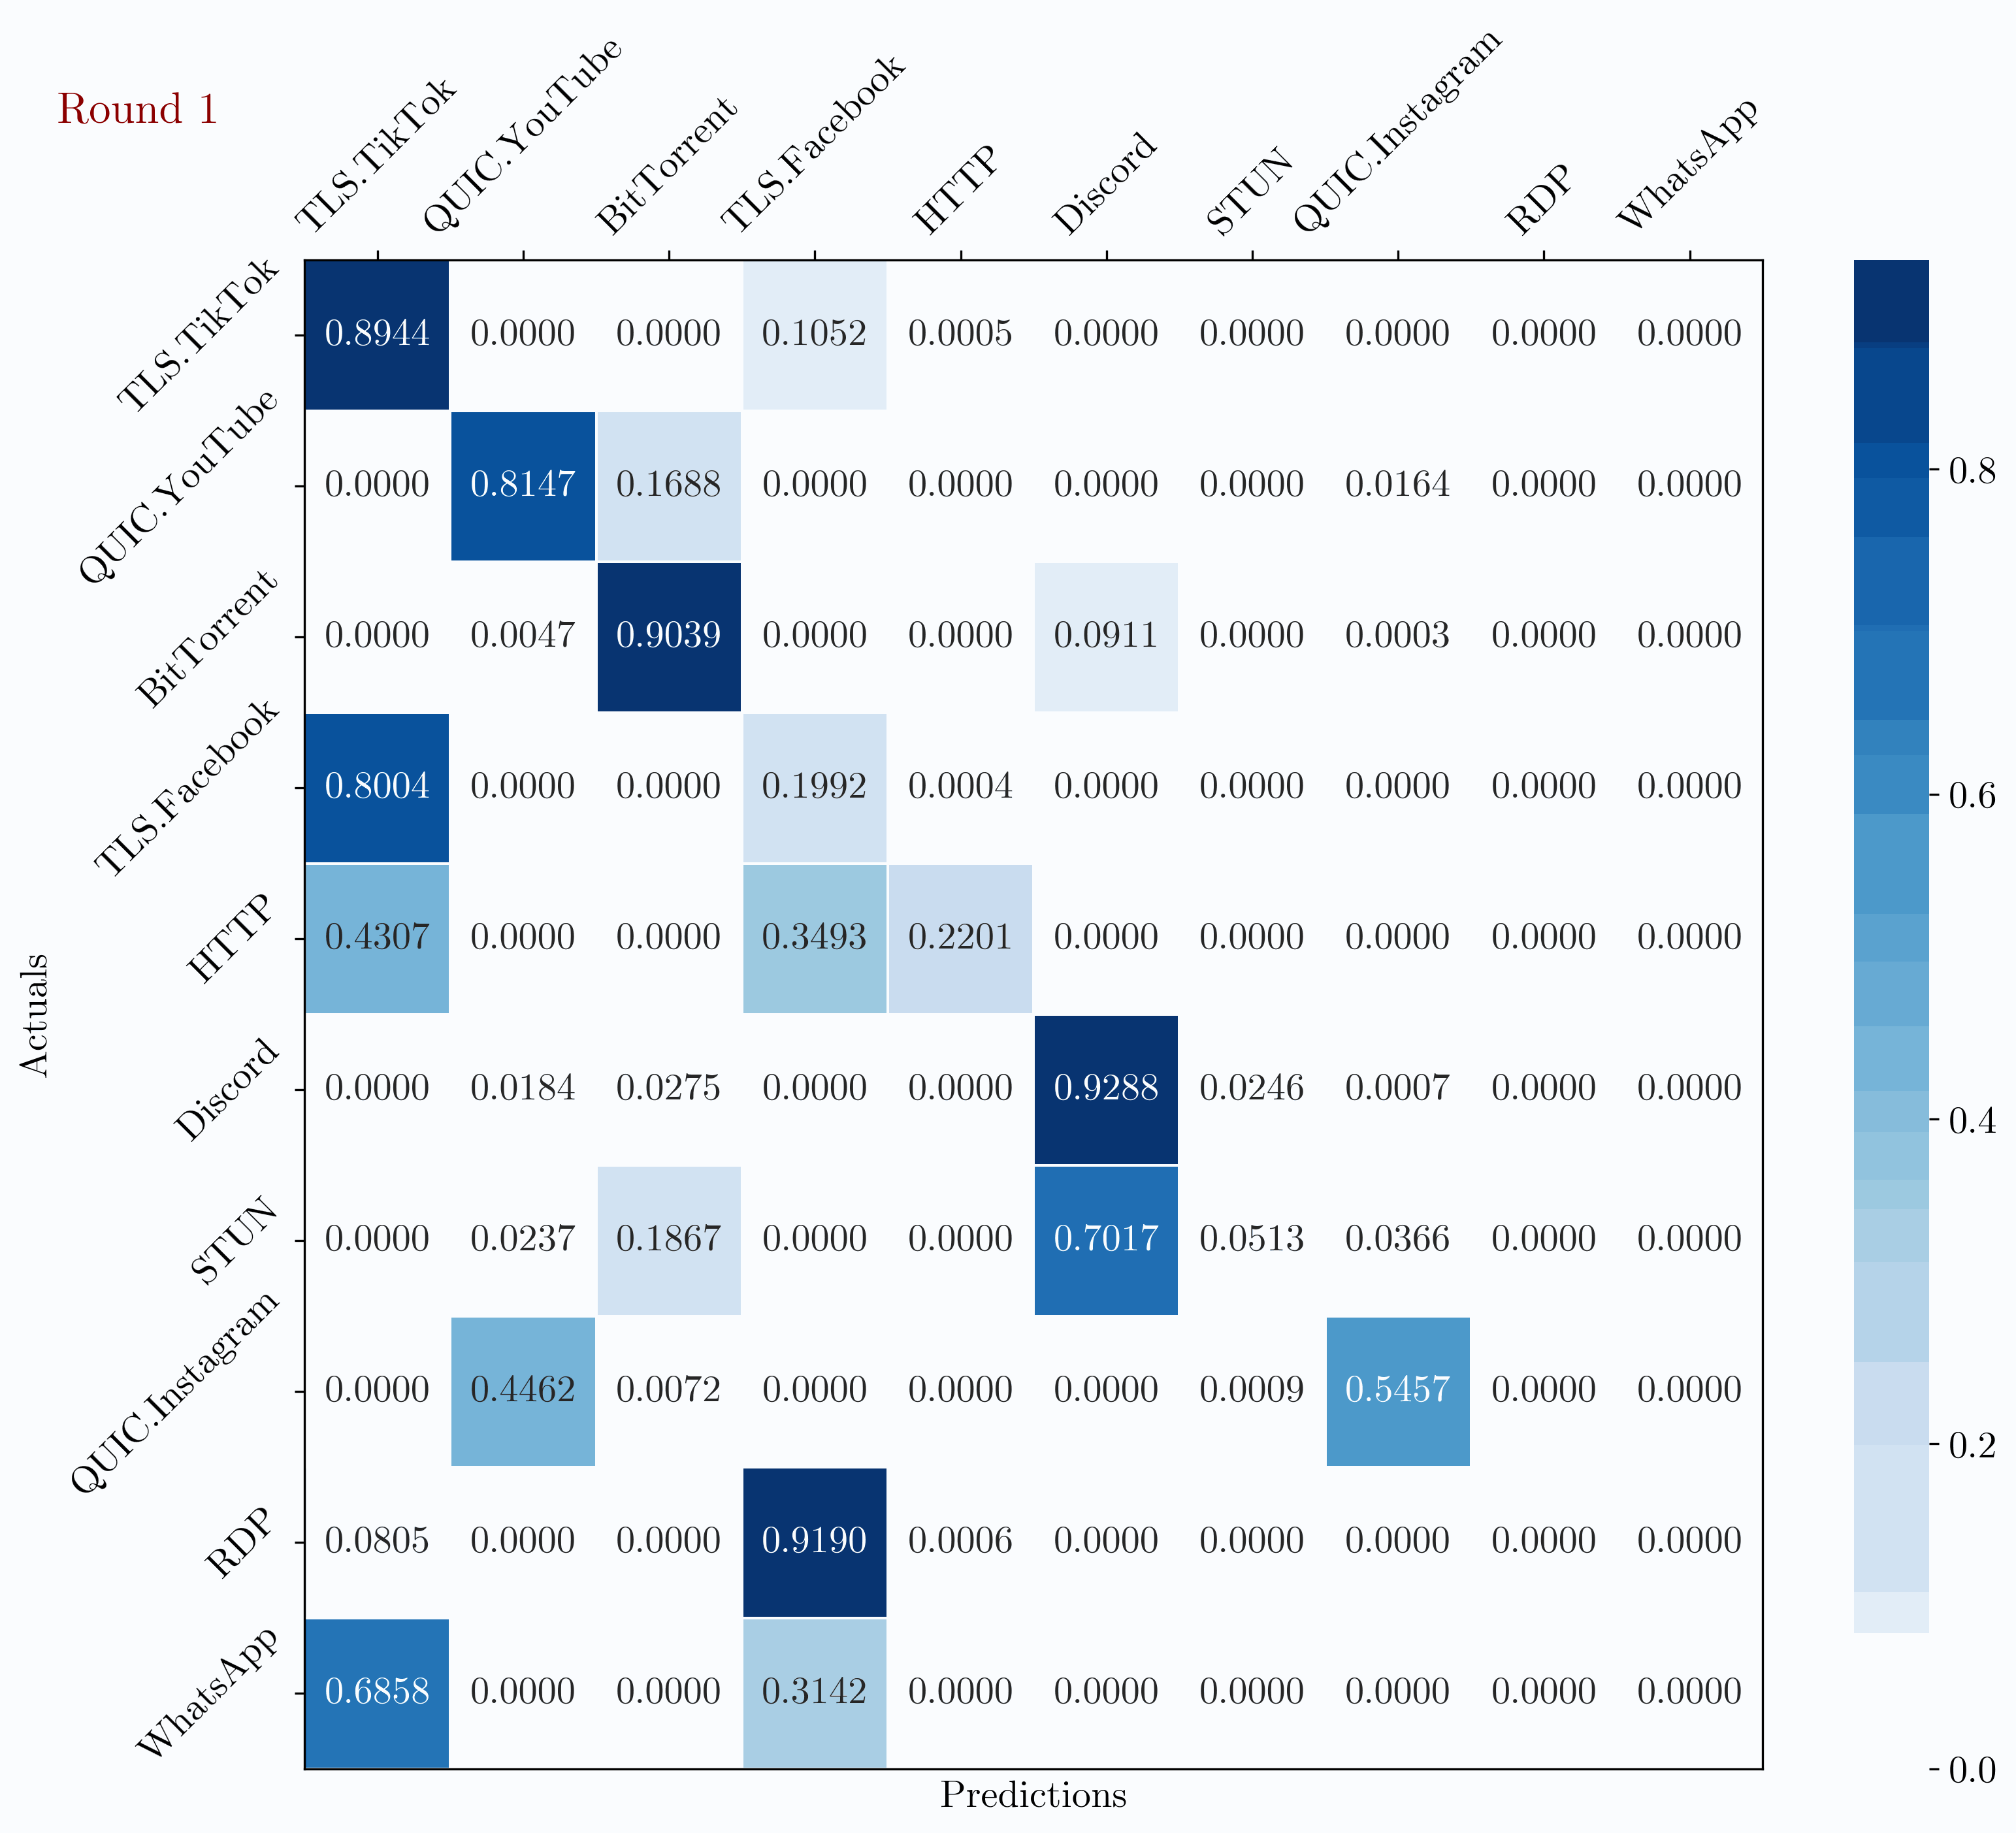 Round 1
TLS.TikTok QUIC.YouTube BitTorrent TLS.Facebook HTTP Discord STUN QUIC.Instagram RDP WhatsApp
TLS.TikTok 0.8944 0.0000 0.0000 0.1052 0.0005 0.0000 0.0000 0.0000 0.0000 0.0000
QUIC.YouTube 0.0000 0.8147 0.1688 0.0000 0.0000 0.0000 0.0000 0.0164 0.0000 0.0000
BitTorrent 0.0000 0.0047 0.9039 0.0000 0.0000 0.0911 0.0000 0.0003 0.0000 0.0000
TLS.Facebook 0.8004 0.0000 0.0000 0.1992 0.0004 0.0000 0.0000 0.0000 0.0000 0.0000
HTTP 0.4307 0.0000 0.0000 0.3493 0.2201 0.0000 0.0000 0.0000 0.0000 0.0000
Discord 0.0000 0.0184 0.0275 0.0000 0.0000 0.9288 0.0246 0.0007 0.0000 0.0000
STUN 0.0000 0.0237 0.1867 0.0000 0.0000 0.7017 0.0513 0.0366 0.0000 0.0000
QUIC.Instagram 0.0000 0.4462 0.0072 0.0000 0.0000 0.0000 0.0009 0.5457 0.0000 0.0000
RDP 0.0805 0.0000 0.0000 0.9190 0.0006 0.0000 0.0000 0.0000 0.0000 0.0000
WhatsApp 0.6858 0.0000 0.0000 0.3142 0.0000 0.0000 0.0000 0.0000 0.0000 0.0000
Actuals
Predictions
0.8
0.6
0.4
0.2
0.0